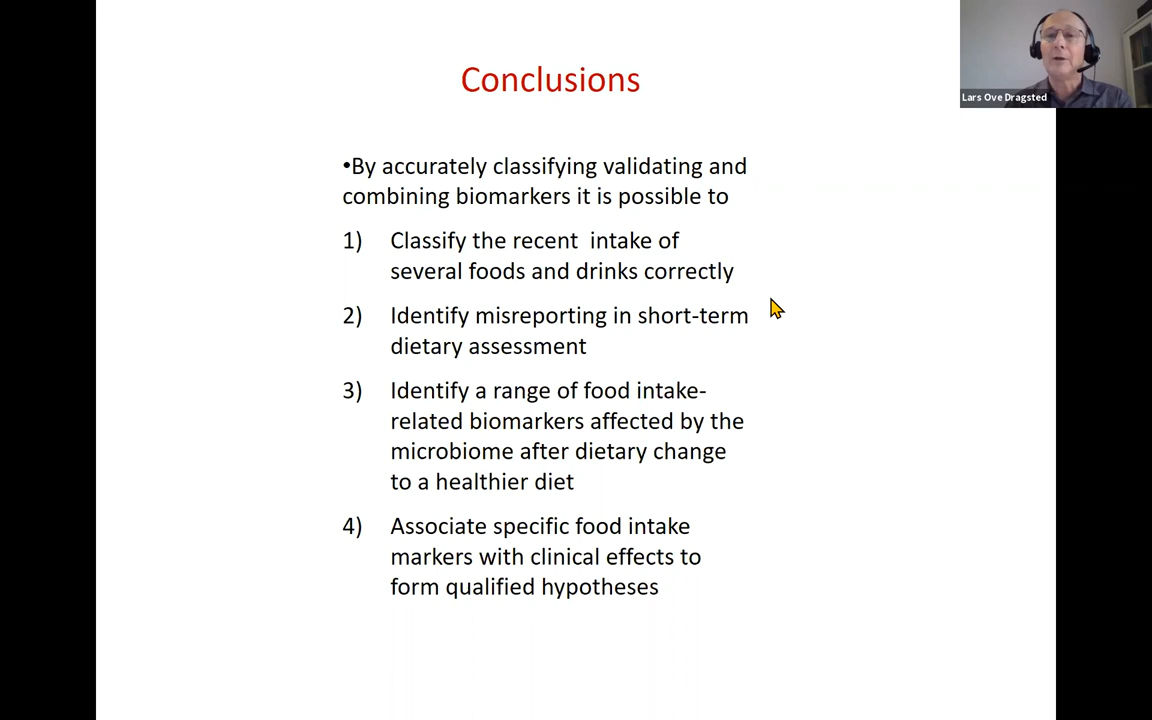 Conclusions
Lars Ove Dragsted
•By accurately classifying validating and
combining biomarkers it is possible to
1) Classify the recent  intake of
several foods and drinks correctly
2) Identify misreporting in short-term
dietary assessment
3) Identify a range of food intake-
related biomarkers affected by the
microbiome after dietary change
to a healthier diet
4) Associate specific food intake
markers with clinical effects to
form qualified hypotheses